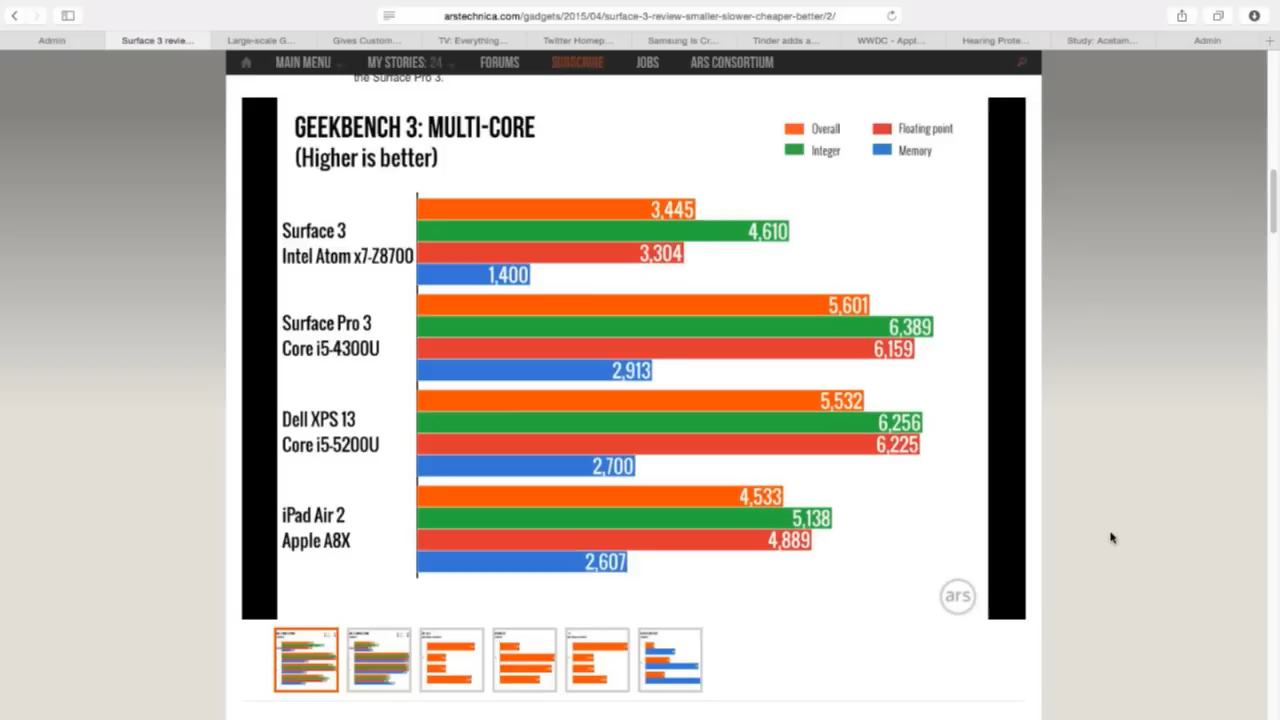 arstechnica.com/gadgets/2015/04/surface-3-review-smaller-slower-cheaper-better/2/
Admin
Surface 3 revie...
Large-scale G...
Gives Custom...
TV: Everything...
Twitter Homep...
Samsung Is Cr...
Tinder adds a...
WWDC - Appl...
Hearing Prote...
Study: Acetam...
Admin
MAIN MENU
MY STORIES: 24
FORUMS
SUBSCRIBE
JOBS
ARS CONSORTIUM
the Surface Pro 3.
GEEKBENCH 3: MULTI-CORE
(Higher is better)
Overall
Floating point
Integer
Memory
Surface 3
Intel Atom x7-Z8700
3,445
4,610
3,304
1,400
Surface Pro 3
Core i5-4300U
5,601
6,389
6,159
2,913
Dell XPS 13
Core i5-5200U
5,532
6,256
6,225
2,700
iPad Air 2
Apple A8X
4,533
5,138
4,889
2,607
ars